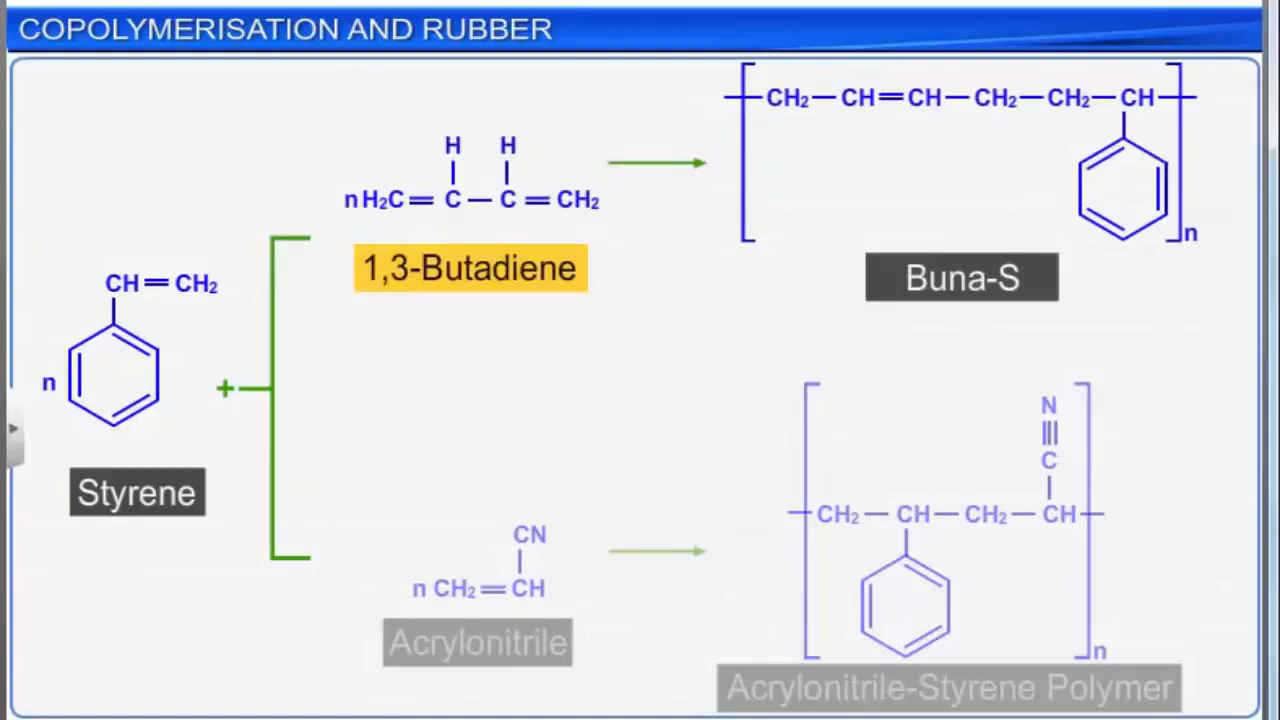 COPOLYMERISATION AND RUBBER
CH₂—CH=CH—CH₂—CH₂—CH
n
H H
nH₂C=C—C=CH₂
1,3-Butadiene
Buna-S
CH=CH₂
n
+
Styrene
CN
n CH₂=CH
Acrylonitrile
N
≡
C
CH₂—CH—CH₂—CH
n
Acrylonitrile-Styrene Polymer